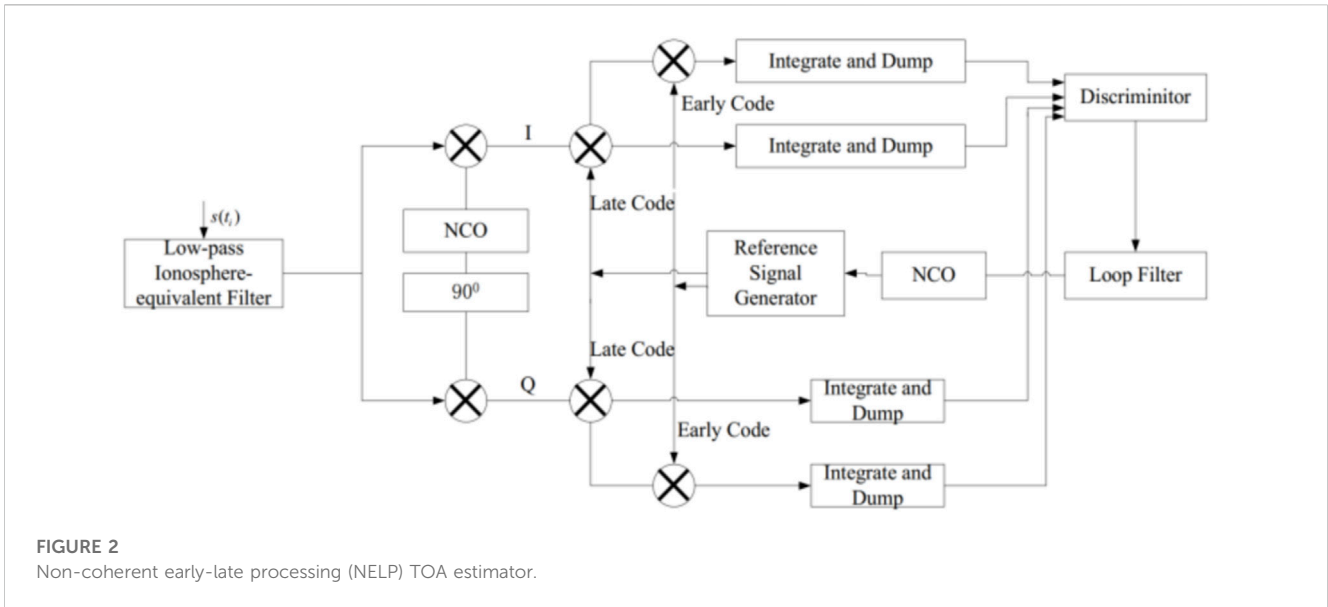 Integrate and Dump
Discriminitor
Early Code
I
Integrate and Dump
Late Code
s(tᵢ)
NCO
Low-pass
Ionosphere-
equivalent Filter
Reference
Signal
Generator
NCO
Loop Filter
90⁰
Late Code
Q
Integrate and
Dump
Early Code
Integrate and
Dump
FIGURE 2
Non-coherent early-late processing (NELP) TOA estimator.